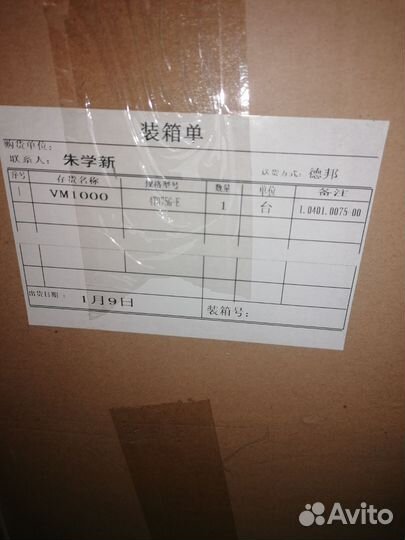 装箱单
购货单位:
联系人: 朱学新 送货方式: 德邦
序号 存货名称 规格型号 数量 单位 备注
1 VM1000 1 台 1.0401.0075-00
出货日期: 1月9日 装箱号:
Avito